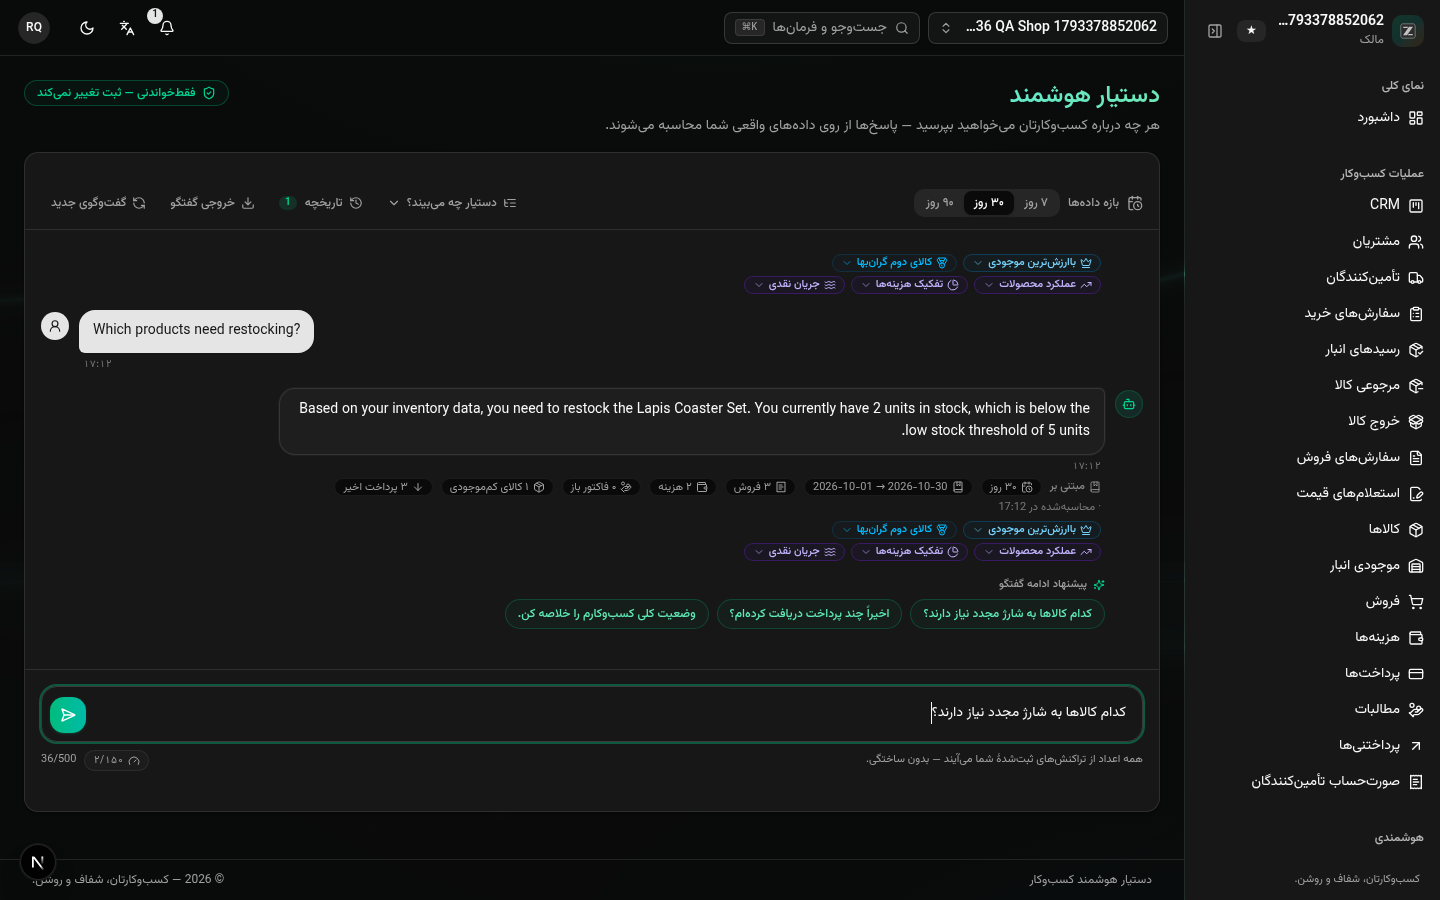 793378852062...
مالک
نمای کلی
داشبورد
عملیات کسب‌وکار
CRM
مشتریان
تأمین‌کنندگان
سفارش‌های خرید
رسیدهای انبار
مرجوعی کالا
خروج کالا
سفارش‌های فروش
استعلام‌های قیمت
کالاها
موجودی انبار
فروش
هزینه‌ها
پرداخت‌ها
مطالبات
پرداختنی‌ها
صورت‌حساب تأمین‌کنندگان
هوشمندی
کسب‌وکارتان، شفاف و روشن.
...36 QA Shop 1793378852062
جست‌وجو و فرمان‌ها ⌘K
1
RQ
دستیار هوشمند
فقط‌خواندنی — ثبت تغییر نمی‌کند
هر چه درباره کسب‌وکارتان می‌خواهید بپرسید — پاسخ‌ها از روی داده‌های واقعی شما محاسبه می‌شوند.
بازه داده‌ها ۷ روز ۳۰ روز ۹۰ روز
دستیار چه می‌بیند؟ تاریخچه 1 خروجی گفتگو گفت‌وگوی جدید
باارزش‌ترین موجودی کالای دوم گران‌بها
عملکرد محصولات تفکیک هزینه‌ها جریان نقدی
Which products need restocking?
۱۷:۱۲
Based on your inventory data, you need to restock the Lapis Coaster Set. You currently have 2 units in stock, which is below the
low stock threshold of 5 units.
۱۷:۱۲
مبتنی بر ۳۰ روز 2026-10-01 → 2026-10-30 ۳ فروش ۲ هزینه ۰ فاکتور باز ۱ کالای کم‌موجودی ۳ پرداخت اخیر
· محاسبه‌شده در 17:12
باارزش‌ترین موجودی کالای دوم گران‌بها
عملکرد محصولات تفکیک هزینه‌ها جریان نقدی
پیشنهاد ادامه گفتگو
کدام کالاها به شارژ مجدد نیاز دارند؟ اخیراً چند پرداخت دریافت کرده‌ام؟ وضعیت کلی کسب‌وکارم را خلاصه کن.
کدام کالاها به شارژ مجدد نیاز دارند؟
همه اعداد از تراکنش‌های ثبت‌شدهٔ شما می‌آیند — بدون ساختگی.
۲/۱۵۰ 36/500
دستیار هوشمند کسب‌وکار
© 2026 — کسب‌وکارتان، شفاف و روشن.
N